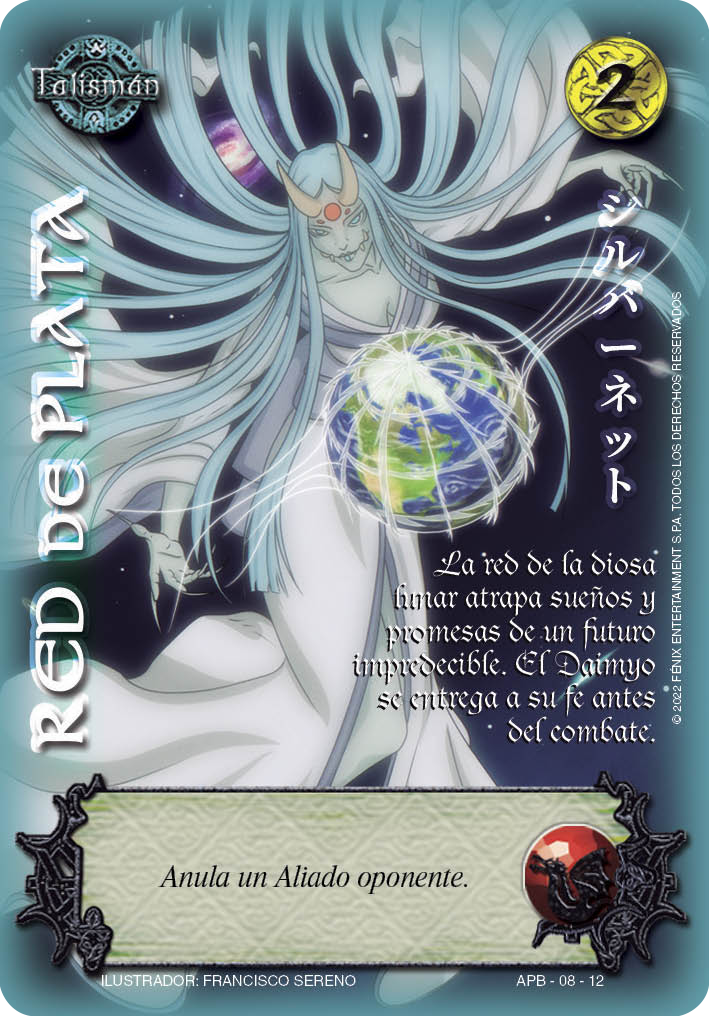 Talismán
2
RED DE PLATA
シルバーネット
La red de la diosa
lunar atrapa sueños y
promesas de un futuro
impredecible. El Daimyo
se entrega a su fe antes
del combate.
© 2022 FÉNIX ENTERTAINMENT S.PA. TODOS LOS DERECHOS RESERVADOS
Anula un Aliado oponente.
ILUSTRADOR: FRANCISCO SERENO
APB - 08 - 12